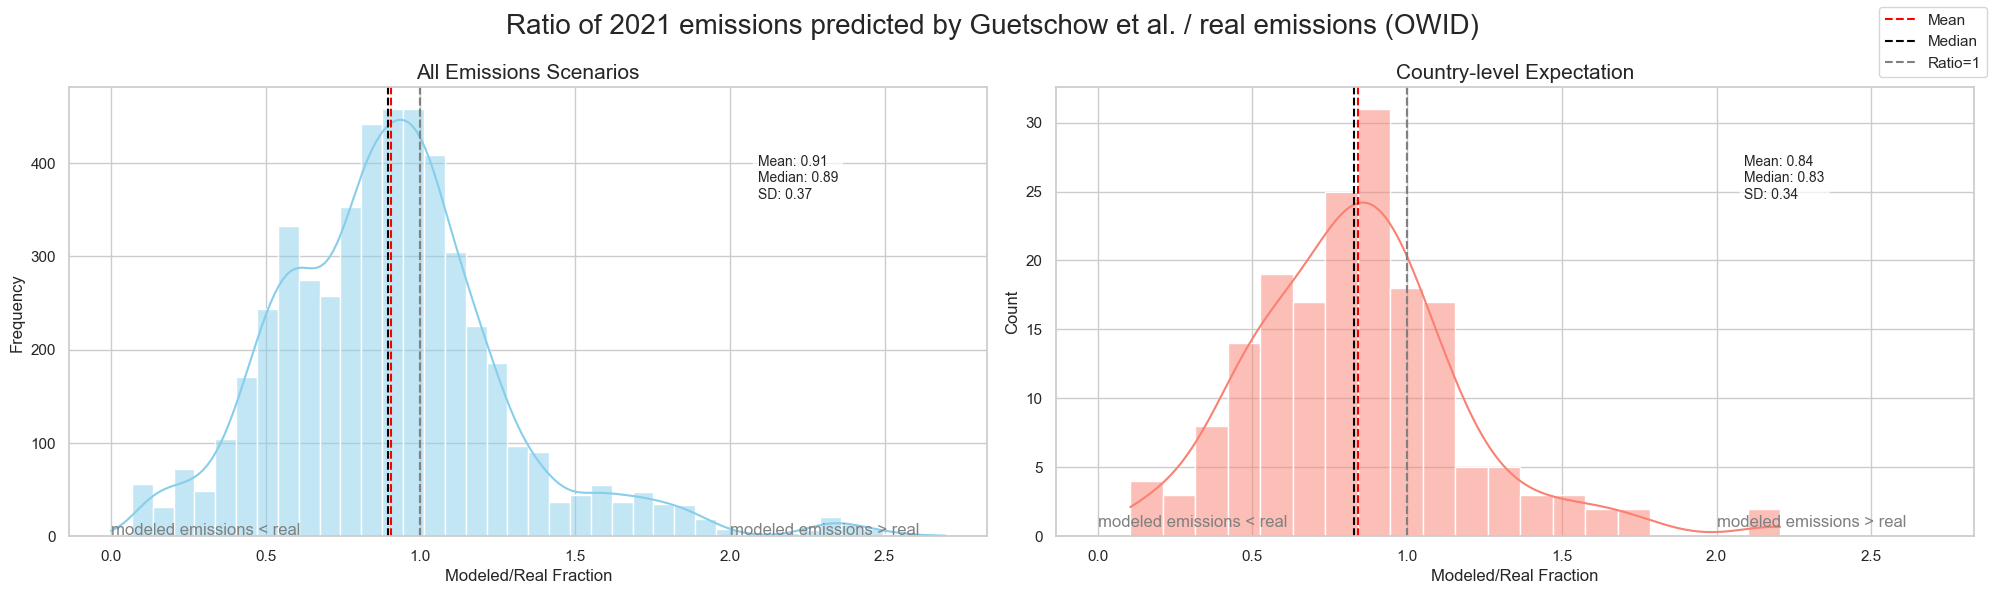 Ratio of 2021 emissions predicted by Guetschow et al. / real emissions (OWID)
Mean
Median
Ratio=1
All Emissions Scenarios
Frequency
400
300
200
100
0
Mean: 0.91
Median: 0.89
SD: 0.37
modeled emissions < real
modeled emissions > real
0.0 0.5 1.0 1.5 2.0 2.5
Modeled/Real Fraction
Country-level Expectation
Count
30
25
20
15
10
5
0
Mean: 0.84
Median: 0.83
SD: 0.34
modeled emissions < real
modeled emissions > real
0.0 0.5 1.0 1.5 2.0 2.5
Modeled/Real Fraction